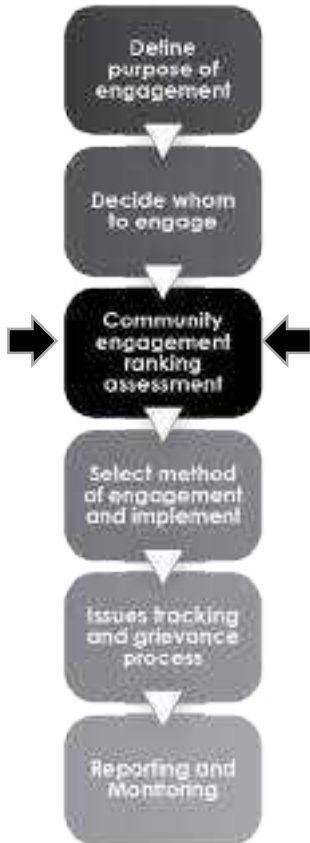 Define
purpose of
engagement
Decide whom
to engage
Community
engagement
ranking
assessment
Select method
of engagement
and implement
Issues tracking
and grievance
process
Reporting and
Monitoring